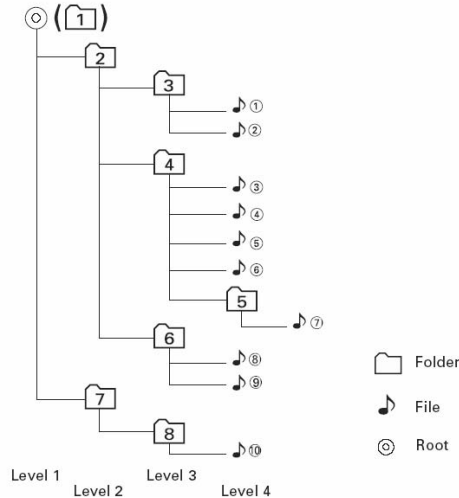 (1)
2
3
①
②
4
③
④
⑤
⑥
5
⑦
6
⑧
⑨
7
8
⑩
Folder
File
Root
Level 1
Level 2
Level 3
Level 4